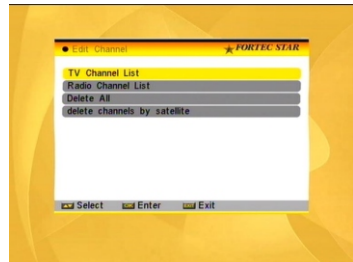 Edit Channel FORTEC STAR
TV Channel List
Radio Channel List
Delete All
delete channels by satellite
Select Enter Exit